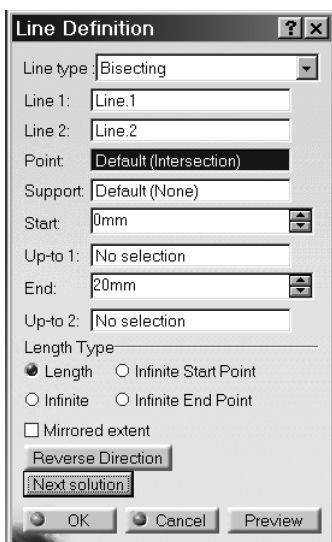 Line Definition ? x
Line type : Bisecting
Line 1: Line.1
Line 2: Line.2
Point: Default (Intersection)
Support: Default (None)
Start: 0mm
Up-to 1: No selection
End: 20mm
Up-to 2: No selection
Length Type
Length Infinite Start Point
Infinite Infinite End Point
Mirrored extent
Reverse Direction
Next solution
OK Cancel Preview